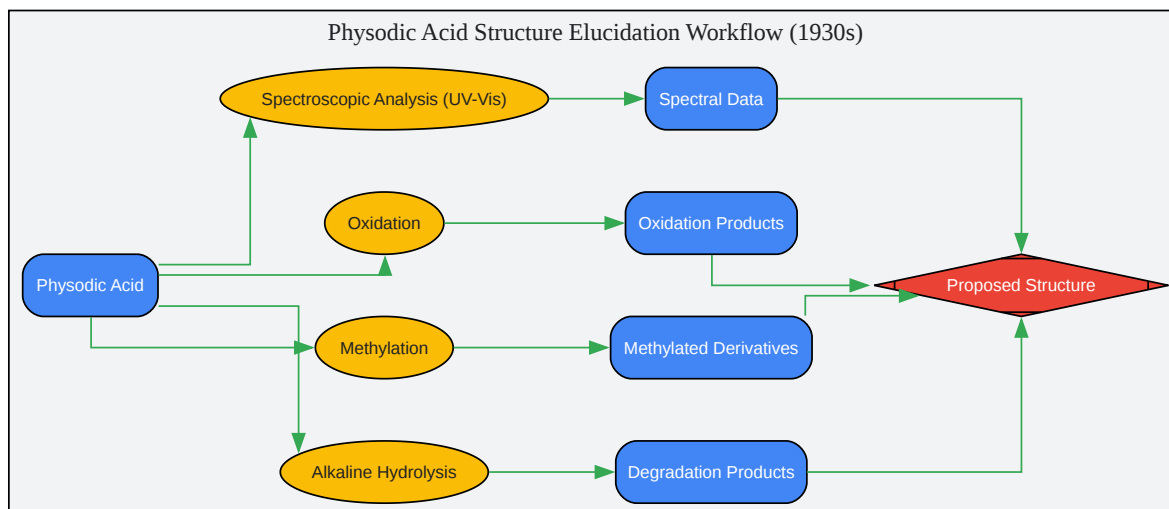 Physodic Acid Structure Elucidation Workflow (1930s)
Spectroscopic Analysis (UV-Vis)
Spectral Data
Oxidation
Oxidation Products
Physodic Acid
Proposed Structure
Methylation
Methylated Derivatives
Alkaline Hydrolysis
Degradation Products